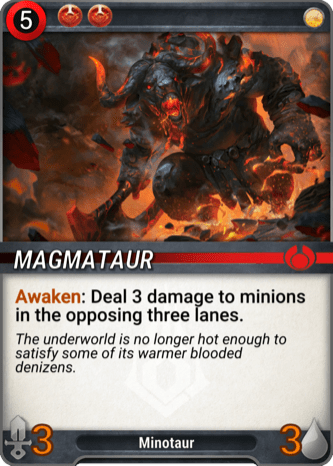 5
MAGMATAUR
Awaken: Deal 3 damage to minions
in the opposing three lanes.
The underworld is no longer hot enough to
satisfy some of its warmer blooded
denizens.
3
Minotaur
3